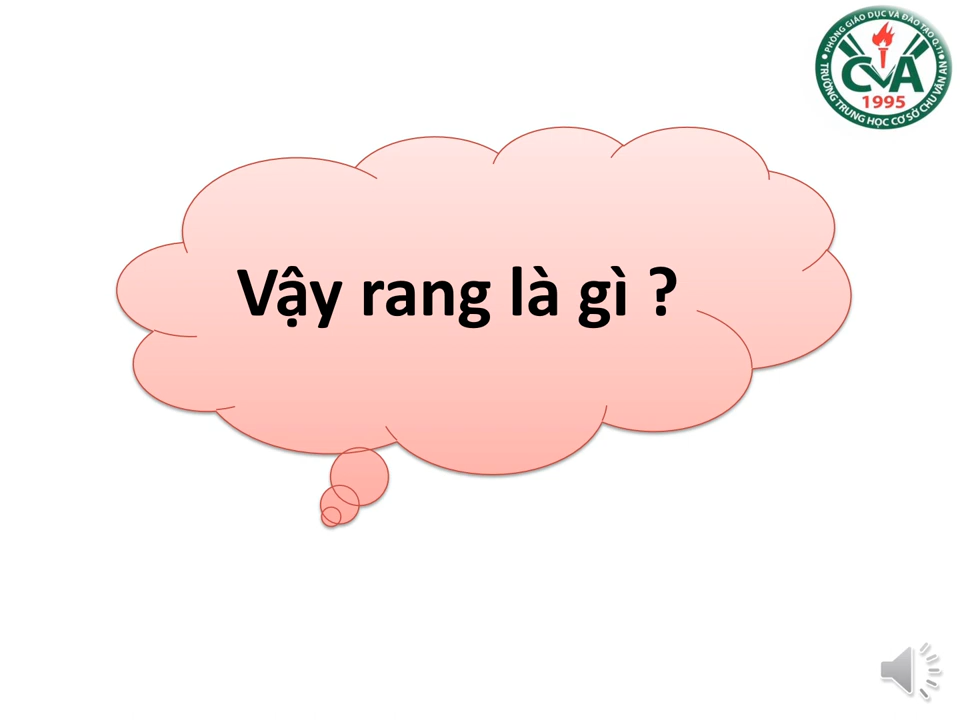 PHÒNG GIÁO DỤC VÀ ĐÀO TẠO Q.11
CVA
1995
TRƯỜNG TRUNG HỌC CƠ SỞ CHU VĂN AN
Vậy rang là gì ?